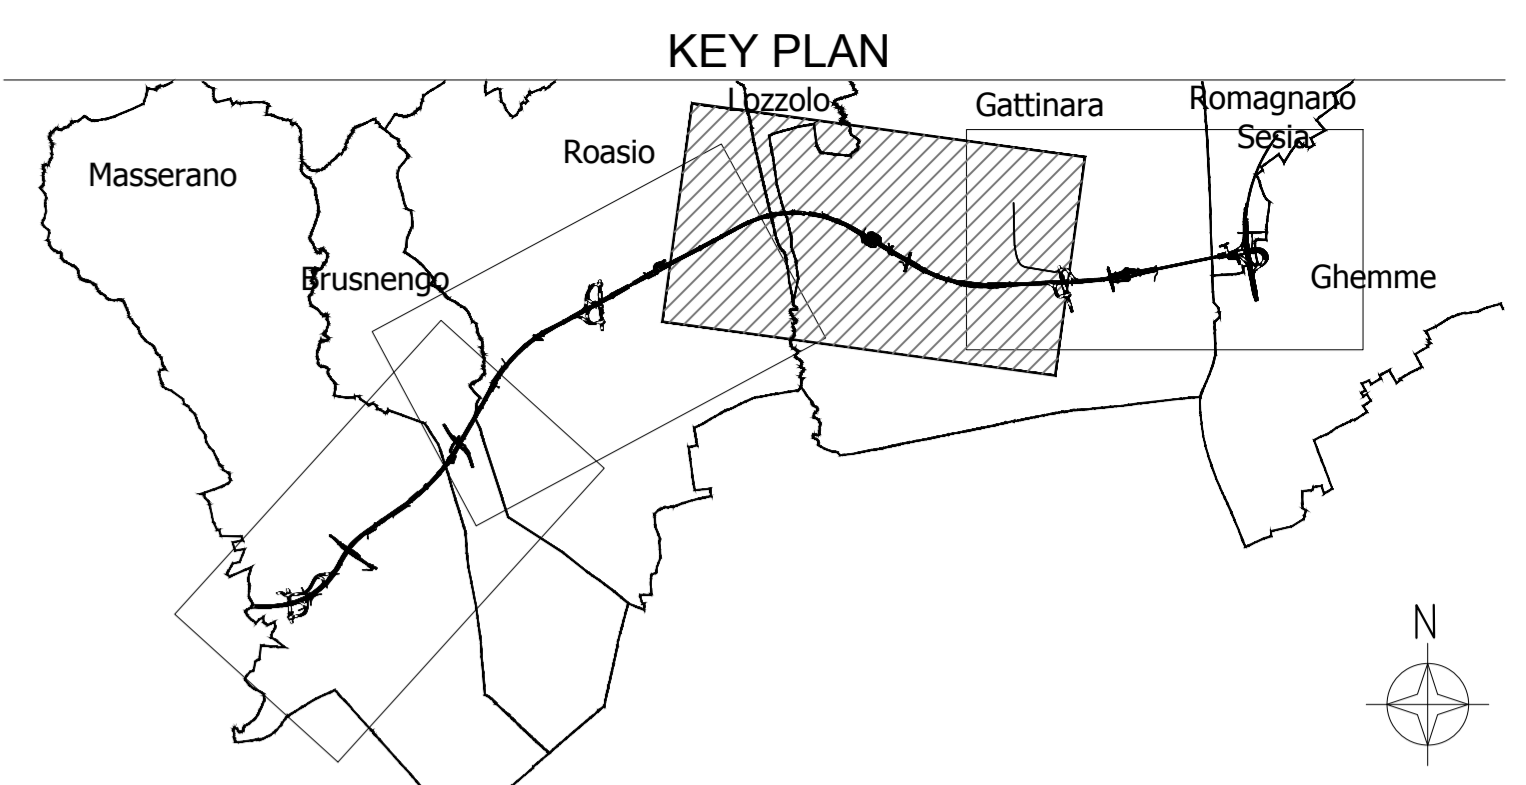 KEY PLAN
Lozzolo
Gattinara
Romagnano
Sesia
Roasio
Masserano
Brusnengo
Ghemme
N